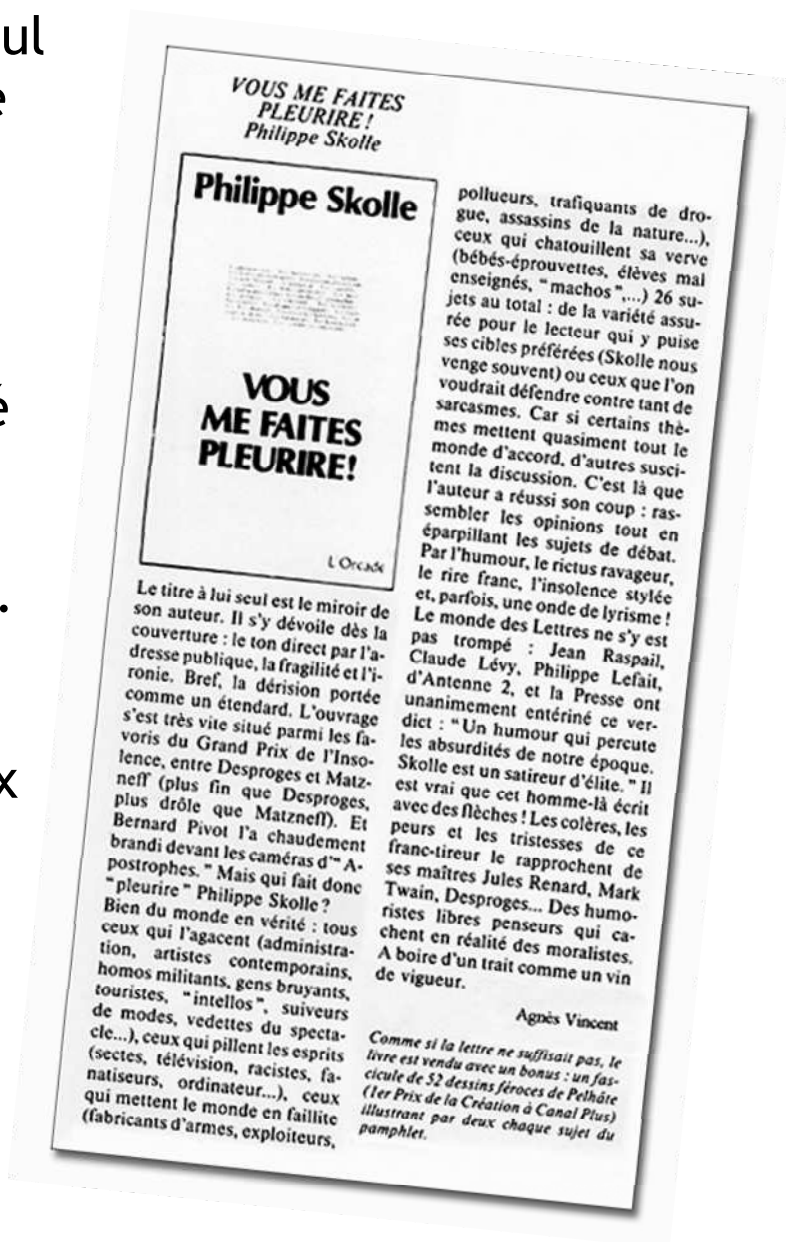 ul
e
é
.
x
VOUS ME FAITES
PLEURIRE !
Philippe Skolle
Philippe Skolle
VOUS
ME FAITES
PLEURIRE!
L'Orcade
Le titre à lui seul est le miroir de
son auteur. Il s'y dévoile dès la
couverture : le ton direct par l'a-
dresse publique, la fragilité et l'i-
ronie. Bref, la dérision portée
comme un étendard. L'ouvrage
s'est très vite situé parmi les fa-
voris du Grand Prix de l'Inso-
lence, entre Desproges et Matz-
neff (plus fin que Desproges,
plus drôle que Matzneff). Et
Bernard Pivot l'a chaudement
brandi devant les caméras d'" A-
postrophes. " Mais qui fait donc
"pleurire" Philippe Skolle ?
Bien du monde en vérité : tous
ceux qui l'agacent (administra-
tion, artistes contemporains,
homos militants, gens bruyants,
touristes, "intellos", suiveurs
de modes, vedettes du specta-
cle...), ceux qui pillent les esprits
(sectes, télévision, racistes, fa-
natiseurs, ordinateur...), ceux
qui mettent le monde en faillite
(fabricants d'armes, exploiteurs,
pollueurs, trafiquants de dro-
gue, assassins de la nature...),
ceux qui chatouillent sa verve
(bébés-éprouvettes, élèves mal
enseignés, "machos",...) 26 su-
jets au total : de la variété assu-
rée pour le lecteur qui y puise
ses cibles préférées (Skolle nous
venge souvent) ou ceux que l'on
voudrait défendre contre tant de
sarcasmes. Car si certains thè-
mes mettent quasiment tout le
monde d'accord, d'autres susci-
tent la discussion. C'est là que
l'auteur a réussi son coup : ras-
sembler les opinions tout en
éparpillant les sujets de débat.
Par l'humour, le rictus ravageur,
le rire franc, l'insolence stylée
et, parfois, une onde de lyrisme !
Le monde des Lettres ne s'y est
pas trompé : Jean Raspail,
Claude Lévy, Philippe Lefait,
d'Antenne 2, et la Presse ont
unanimement entériné ce ver-
dict : "Un humour qui percute
les absurdités de notre époque.
Skolle est un satireur d'élite. " Il
est vrai que cet homme-là écrit
avec des flèches ! Les colères, les
peurs et les tristesses de ce
franc-tireur le rapprochent de
ses maîtres Jules Renard, Mark
Twain, Desproges... Des humo-
ristes libres penseurs qui ca-
chent en réalité des moralistes.
A boire d'un trait comme un vin
de vigueur.
Agnès Vincent
Comme si la lettre ne suffisait pas, le
livre est vendu avec un bonus : un fas-
cicule de 52 dessins féroces de Pelhâte
(1er Prix de la Création à Canal Plus)
illustrant par deux chaque sujet du
pamphlet.